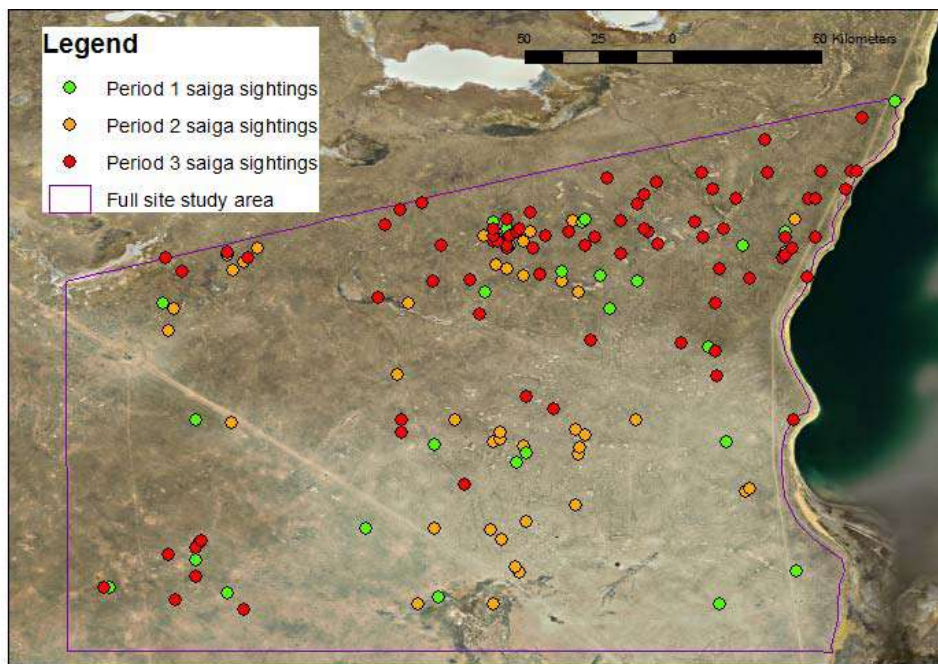 Legend
Period 1 saiga sightings
Period 2 saiga sightings
Period 3 saiga sightings
Full site study area
50 25 0 50 Kilometers